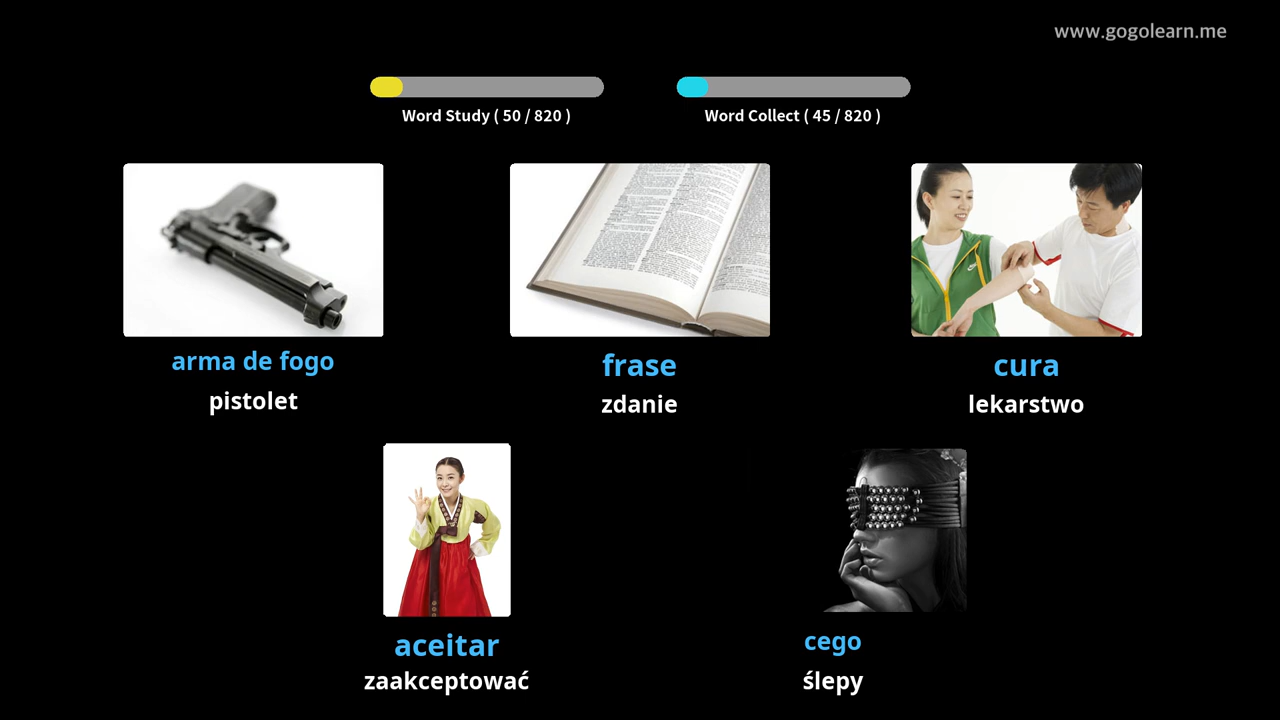 www.gogolearn.me
Word Study ( 50 / 820 )
Word Collect ( 45 / 820 )
arma de fogo
pistolet
frase
zdanie
cura
lekarstwo
aceitar
zaakceptować
cego
ślepy